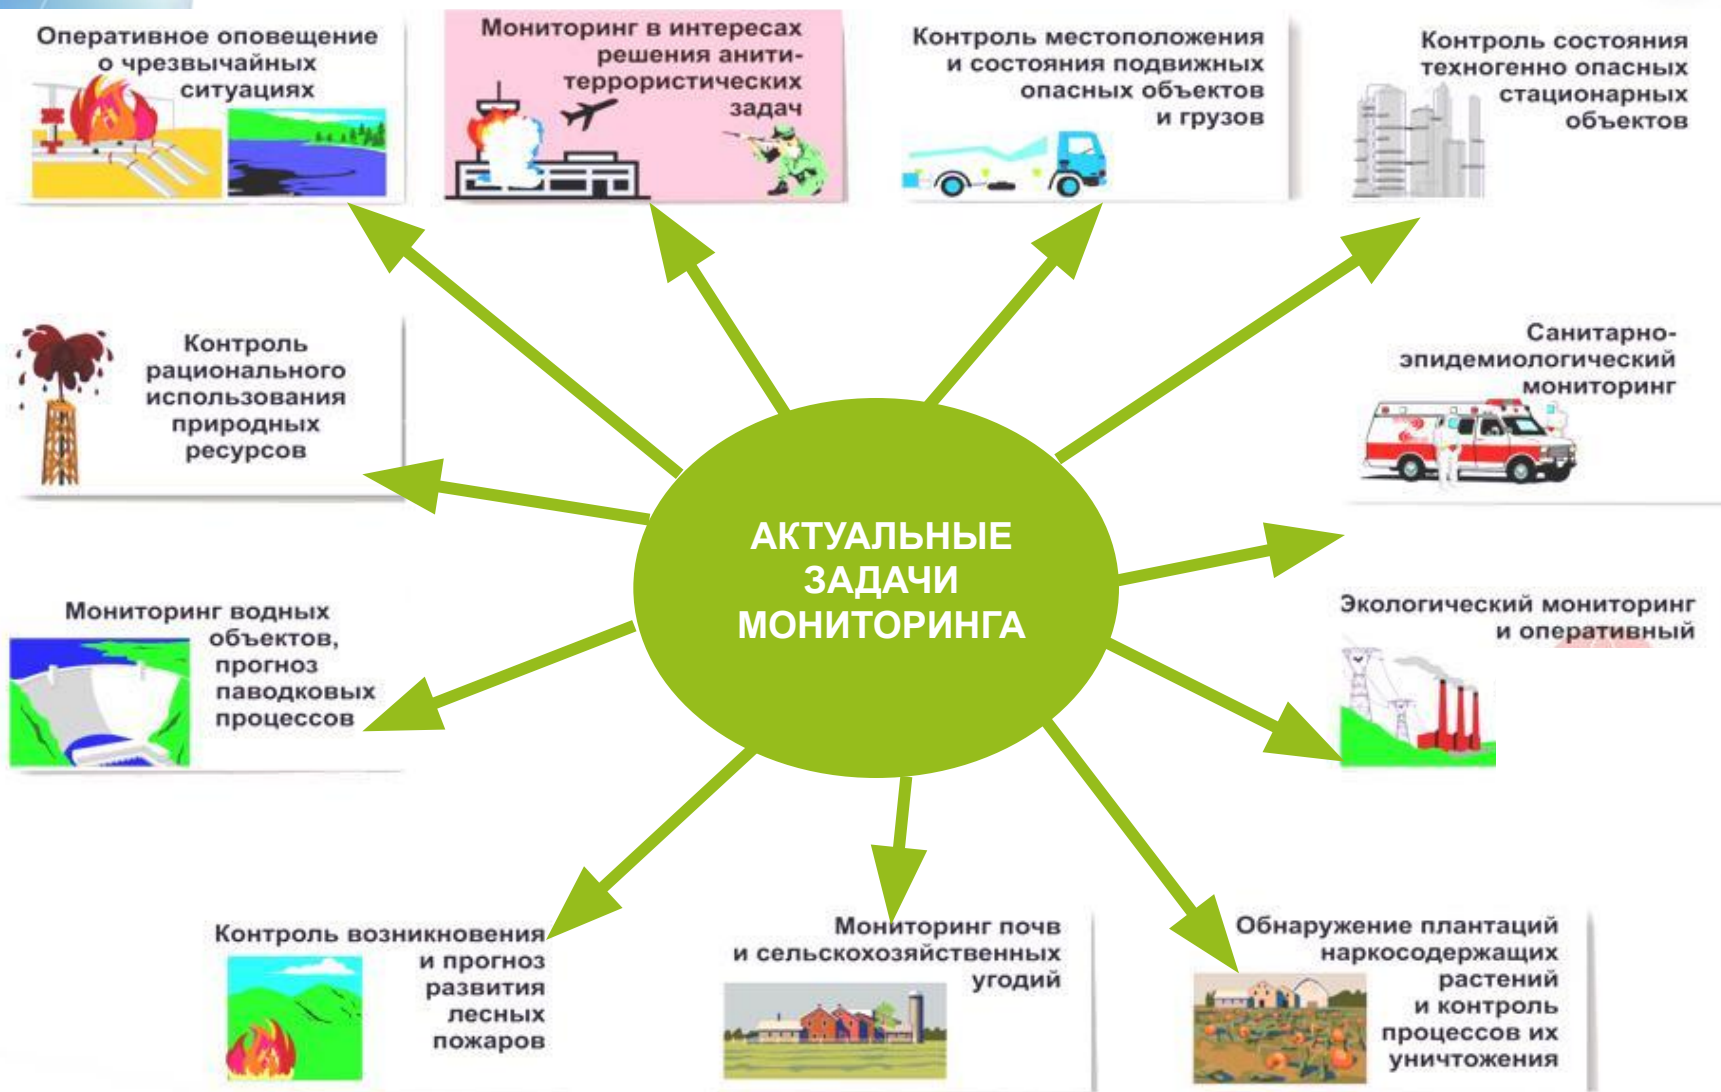 Оперативное оповещение
о чрезвычайных
ситуациях
Мониторинг в интересах
решения анити-
террористических
задач
Контроль местоположения
и состояния подвижных
опасных объектов
и грузов
Контроль состояния
техногенно опасных
стационарных
объектов
Контроль
рационального
использования
природных
ресурсов
Санитарно-
эпидемиологический
мониторинг
АКТУАЛЬНЫЕ
ЗАДАЧИ
МОНИТОРИНГА
Мониторинг водных
объектов,
прогноз
паводковых
процессов
Экологический мониторинг
и оперативный
Контроль возникновения
и прогноз
развития
лесных
пожаров
Мониторинг почв
и сельскохозяйственных
угодий
Обнаружение плантаций
наркосодержащих
растений
и контроль
процессов их
уничтожения